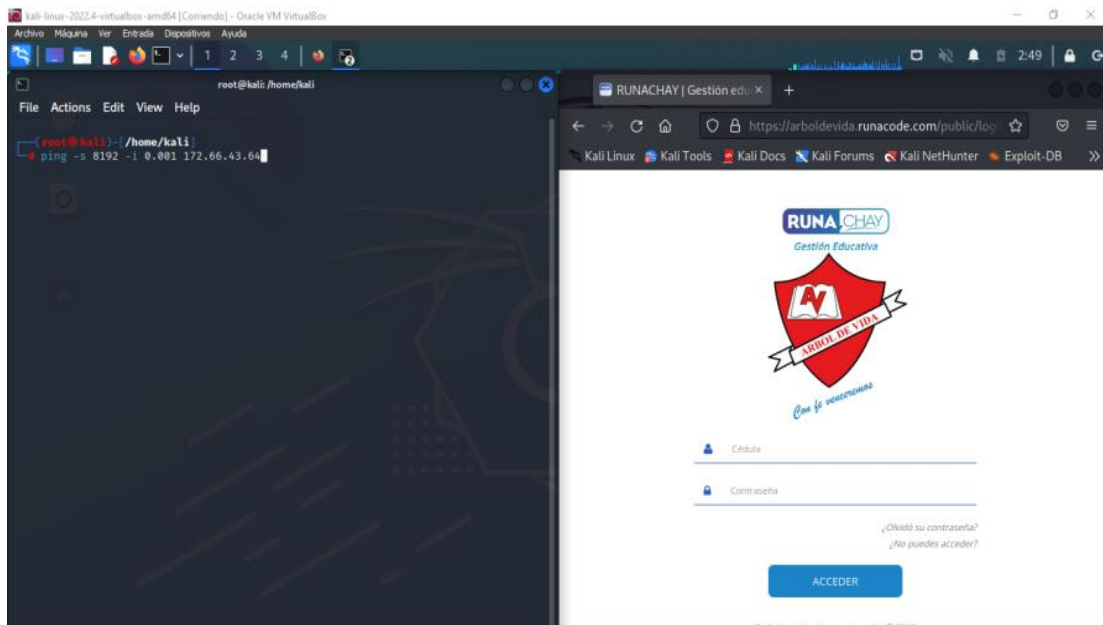 kali-linux-2022.4-virtualbox-amd64 [Corriendo] - Oracle VM VirtualBox
Archivo Máquina Ver Entrada Dispositivos Ayuda
1 2 3 4
2:49
root@kali: /home/kali
File Actions Edit View Help
(root@kali)-[/home/kali]
# ping -s 8192 -i 0.001 172.66.43.64
RUNACHAY | Gestión edu
https://arboldevida.runacode.com/public/log
Kali Linux Kali Tools Kali Docs Kali Forums Kali NetHunter Exploit-DB
RUNACHAY
Gestión Educativa
AV
ARBOL DE VIDA
Con fe venceremos
Cédula
Contraseña
¿Olvidó su contraseña?
¿No puedes acceder?
ACCEDER